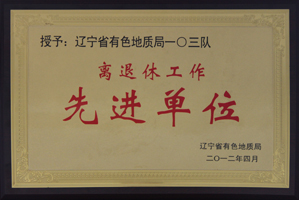 授予：辽宁省有色地质局一〇三队
离退休工作
先进单位
辽宁省有色地质局
二〇一二年四月